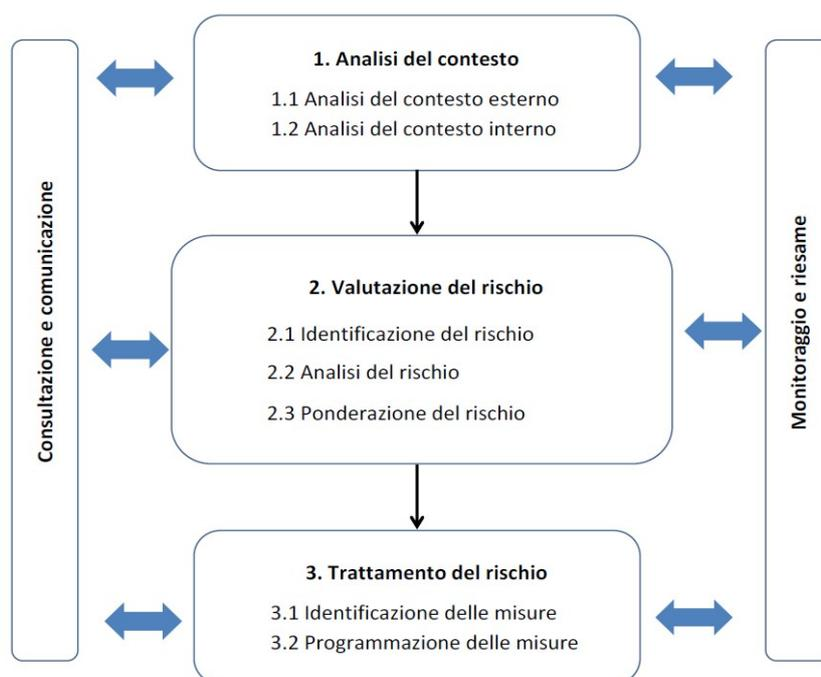 Consultazione e comunicazione
1. Analisi del contesto
1.1 Analisi del contesto esterno
1.2 Analisi del contesto interno
2. Valutazione del rischio
2.1 Identificazione del rischio
2.2 Analisi del rischio
2.3 Ponderazione del rischio
3. Trattamento del rischio
3.1 Identificazione delle misure
3.2 Programmazione delle misure
Monitoraggio e riesame